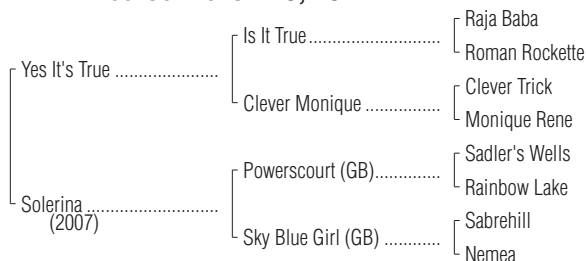 Raja Baba
Is It True
Roman Rockette
Yes It's True
Clever Trick
Clever Monique
Monique Rene
Sadler's Wells
Powerscourt (GB)
Rainbow Lake
Solerina
(2007)
Sabrehill
Sky Blue Girl (GB)
Nemea